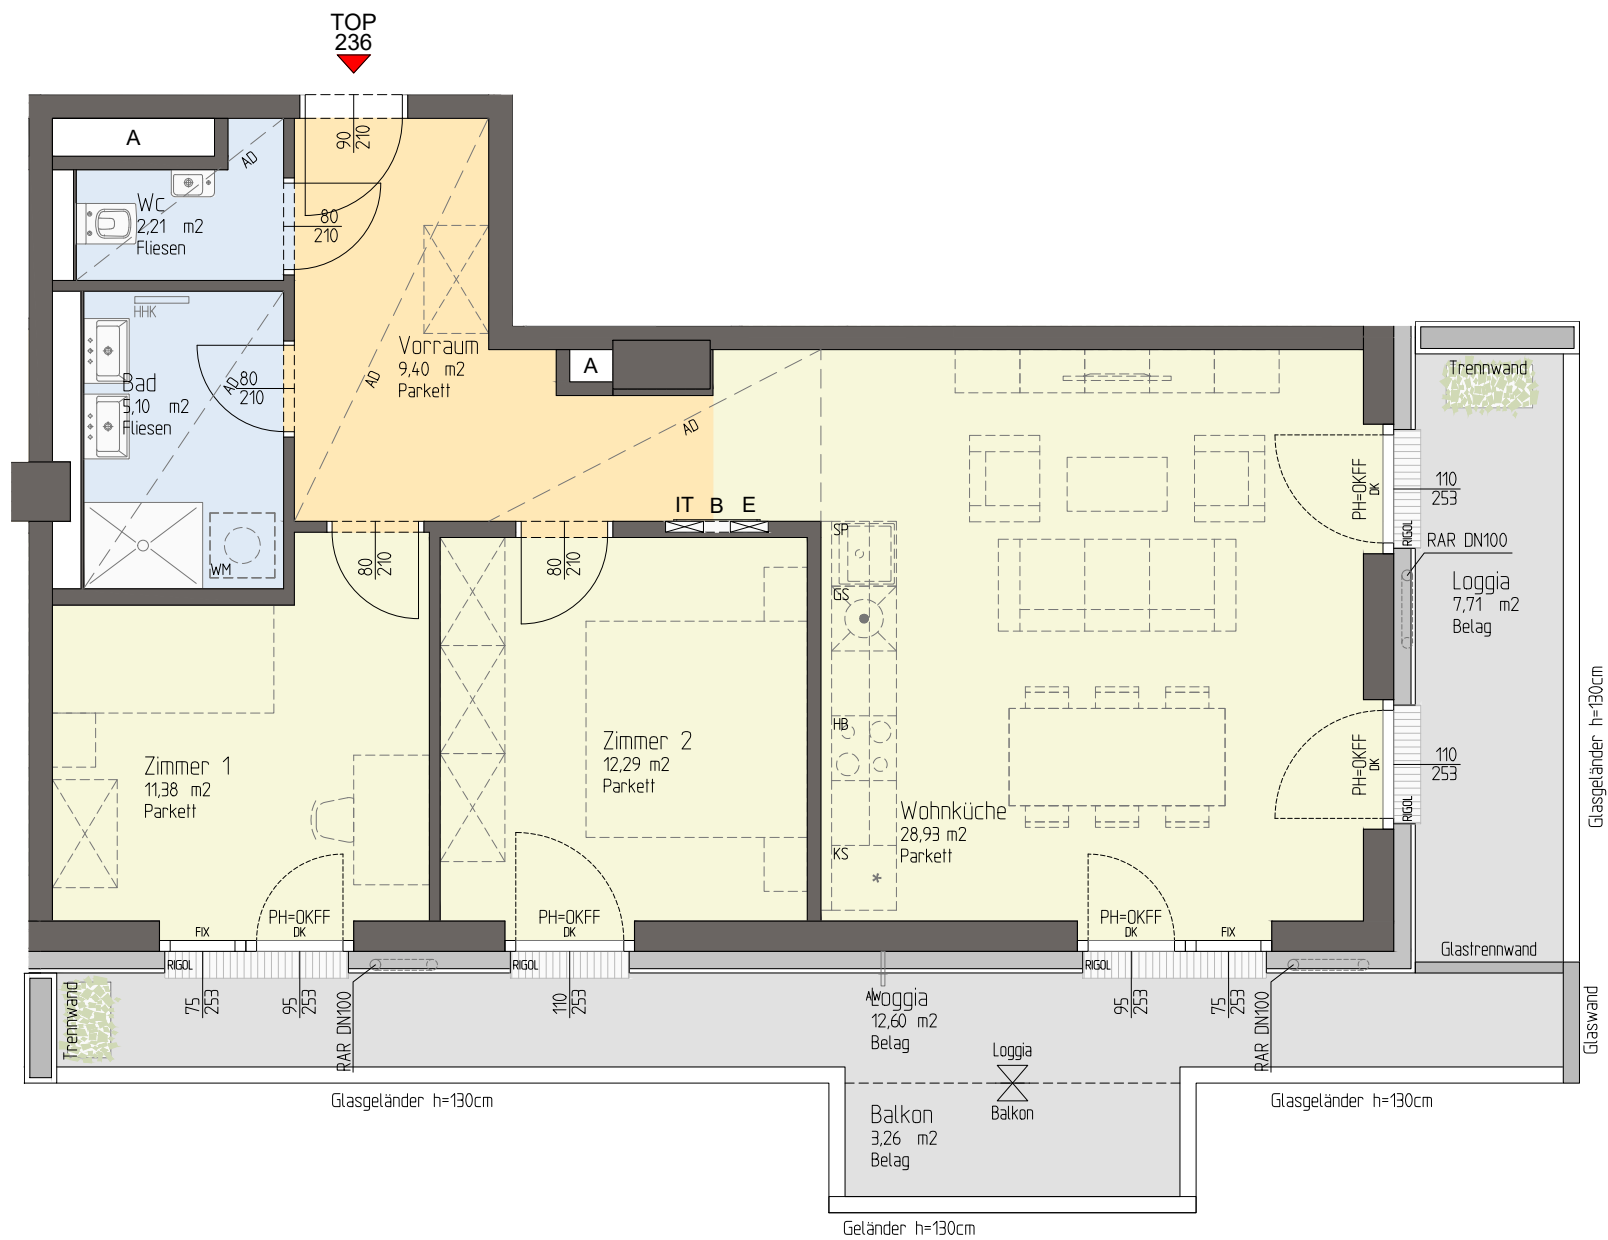 TOP
236
A
90
210
AD
Wc
2,21 m2
Fliesen
80
210
HHK
Vorraum
9,40 m2
Parkett
AD
A
Trennwand
Bad
5,10 m2
Fliesen
AD
80
210
AD
PH=OKFF
DK
110
253
RIGOL
IT B E
SP
RAR DN100
WM
80
210
80
210
GS
Loggia
7,71 m2
Belag
Glasgeländer h=130cm
HB
Zimmer 1
11,38 m2
Parkett
Zimmer 2
12,29 m2
Parkett
PH=OKFF
DK
110
253
RIGOL
Wohnküche
28,93 m2
Parkett
KS
*
FIX
PH=OKFF
DK
PH=OKFF
DK
PH=OKFF
DK
FIX
Glastrennwand
RIGOL
RIGOL
RIGOL
75
253
95
253
110
253
95
253
75
253
Trennwand
RAR DN100
AW
Loggia
12,60 m2
Belag
RAR DN100
Glaswand
Loggia
Balkon
Glasgeländer h=130cm
Balkon
3,26 m2
Belag
Glasgeländer h=130cm
Geländer h=130cm